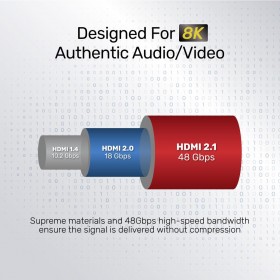 Designed For 8K
Authentic Audio/Video
HDMI 1.4
10.2 Gbps
HDMI 2.0
18 Gbps
HDMI 2.1
48 Gbps
Supreme materials and 48Gbps high-speed bandwidth
ensure the signal is delivered without compression